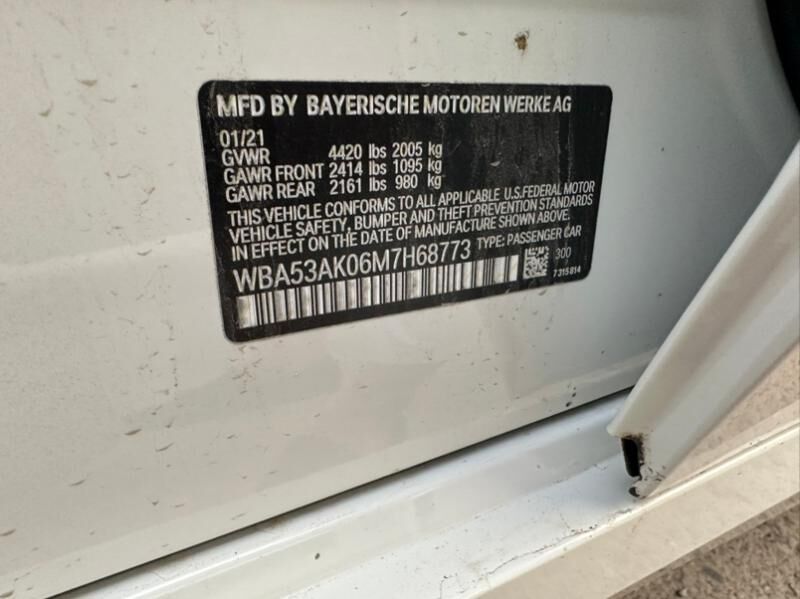 MFD BY BAYERISCHE MOTOREN WERKE AG
01/21
GVWR 4420 lbs 2005 kg
GAWR FRONT 2414 lbs 1095 kg
GAWR REAR 2161 lbs 980 kg
THIS VEHICLE CONFORMS TO ALL APPLICABLE U.S.FEDERAL MOTOR
VEHICLE SAFETY, BUMPER AND THEFT PREVENTION STANDARDS
IN EFFECT ON THE DATE OF MANUFACTURE SHOWN ABOVE.
WBA53AK06M7H68773 TYPE: PASSENGER CAR
300
7315814